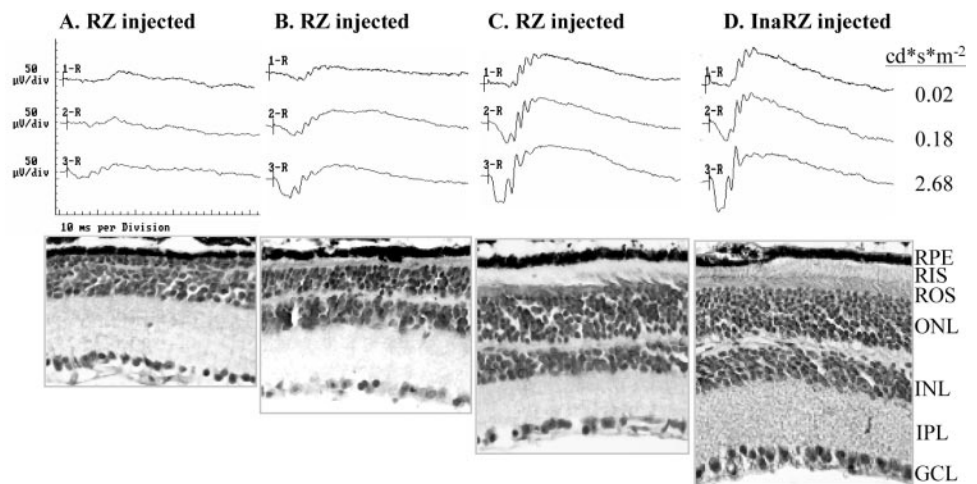 A. RZ injected
B. RZ injected
C. RZ injected
D. InaRZ injected
cd*s*m-2
50
µV/div
1-R
1-R
1-R
1-R
0.02
50
µV/div
2-R
2-R
2-R
2-R
0.18
50
µV/div
3-R
3-R
3-R
3-R
2.68
10 ms per Division
RPE
RIS
ROS
ONL
INL
IPL
GCL